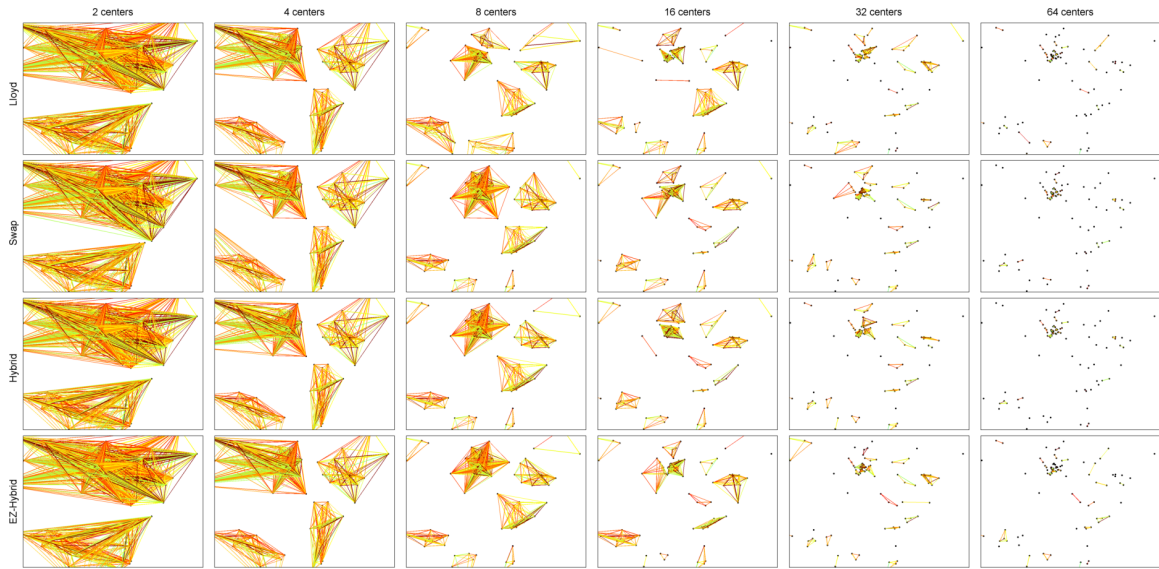 2 centers
4 centers
8 centers
16 centers
32 centers
64 centers
Lloyd
Swap
Hybrid
EZ-Hybrid